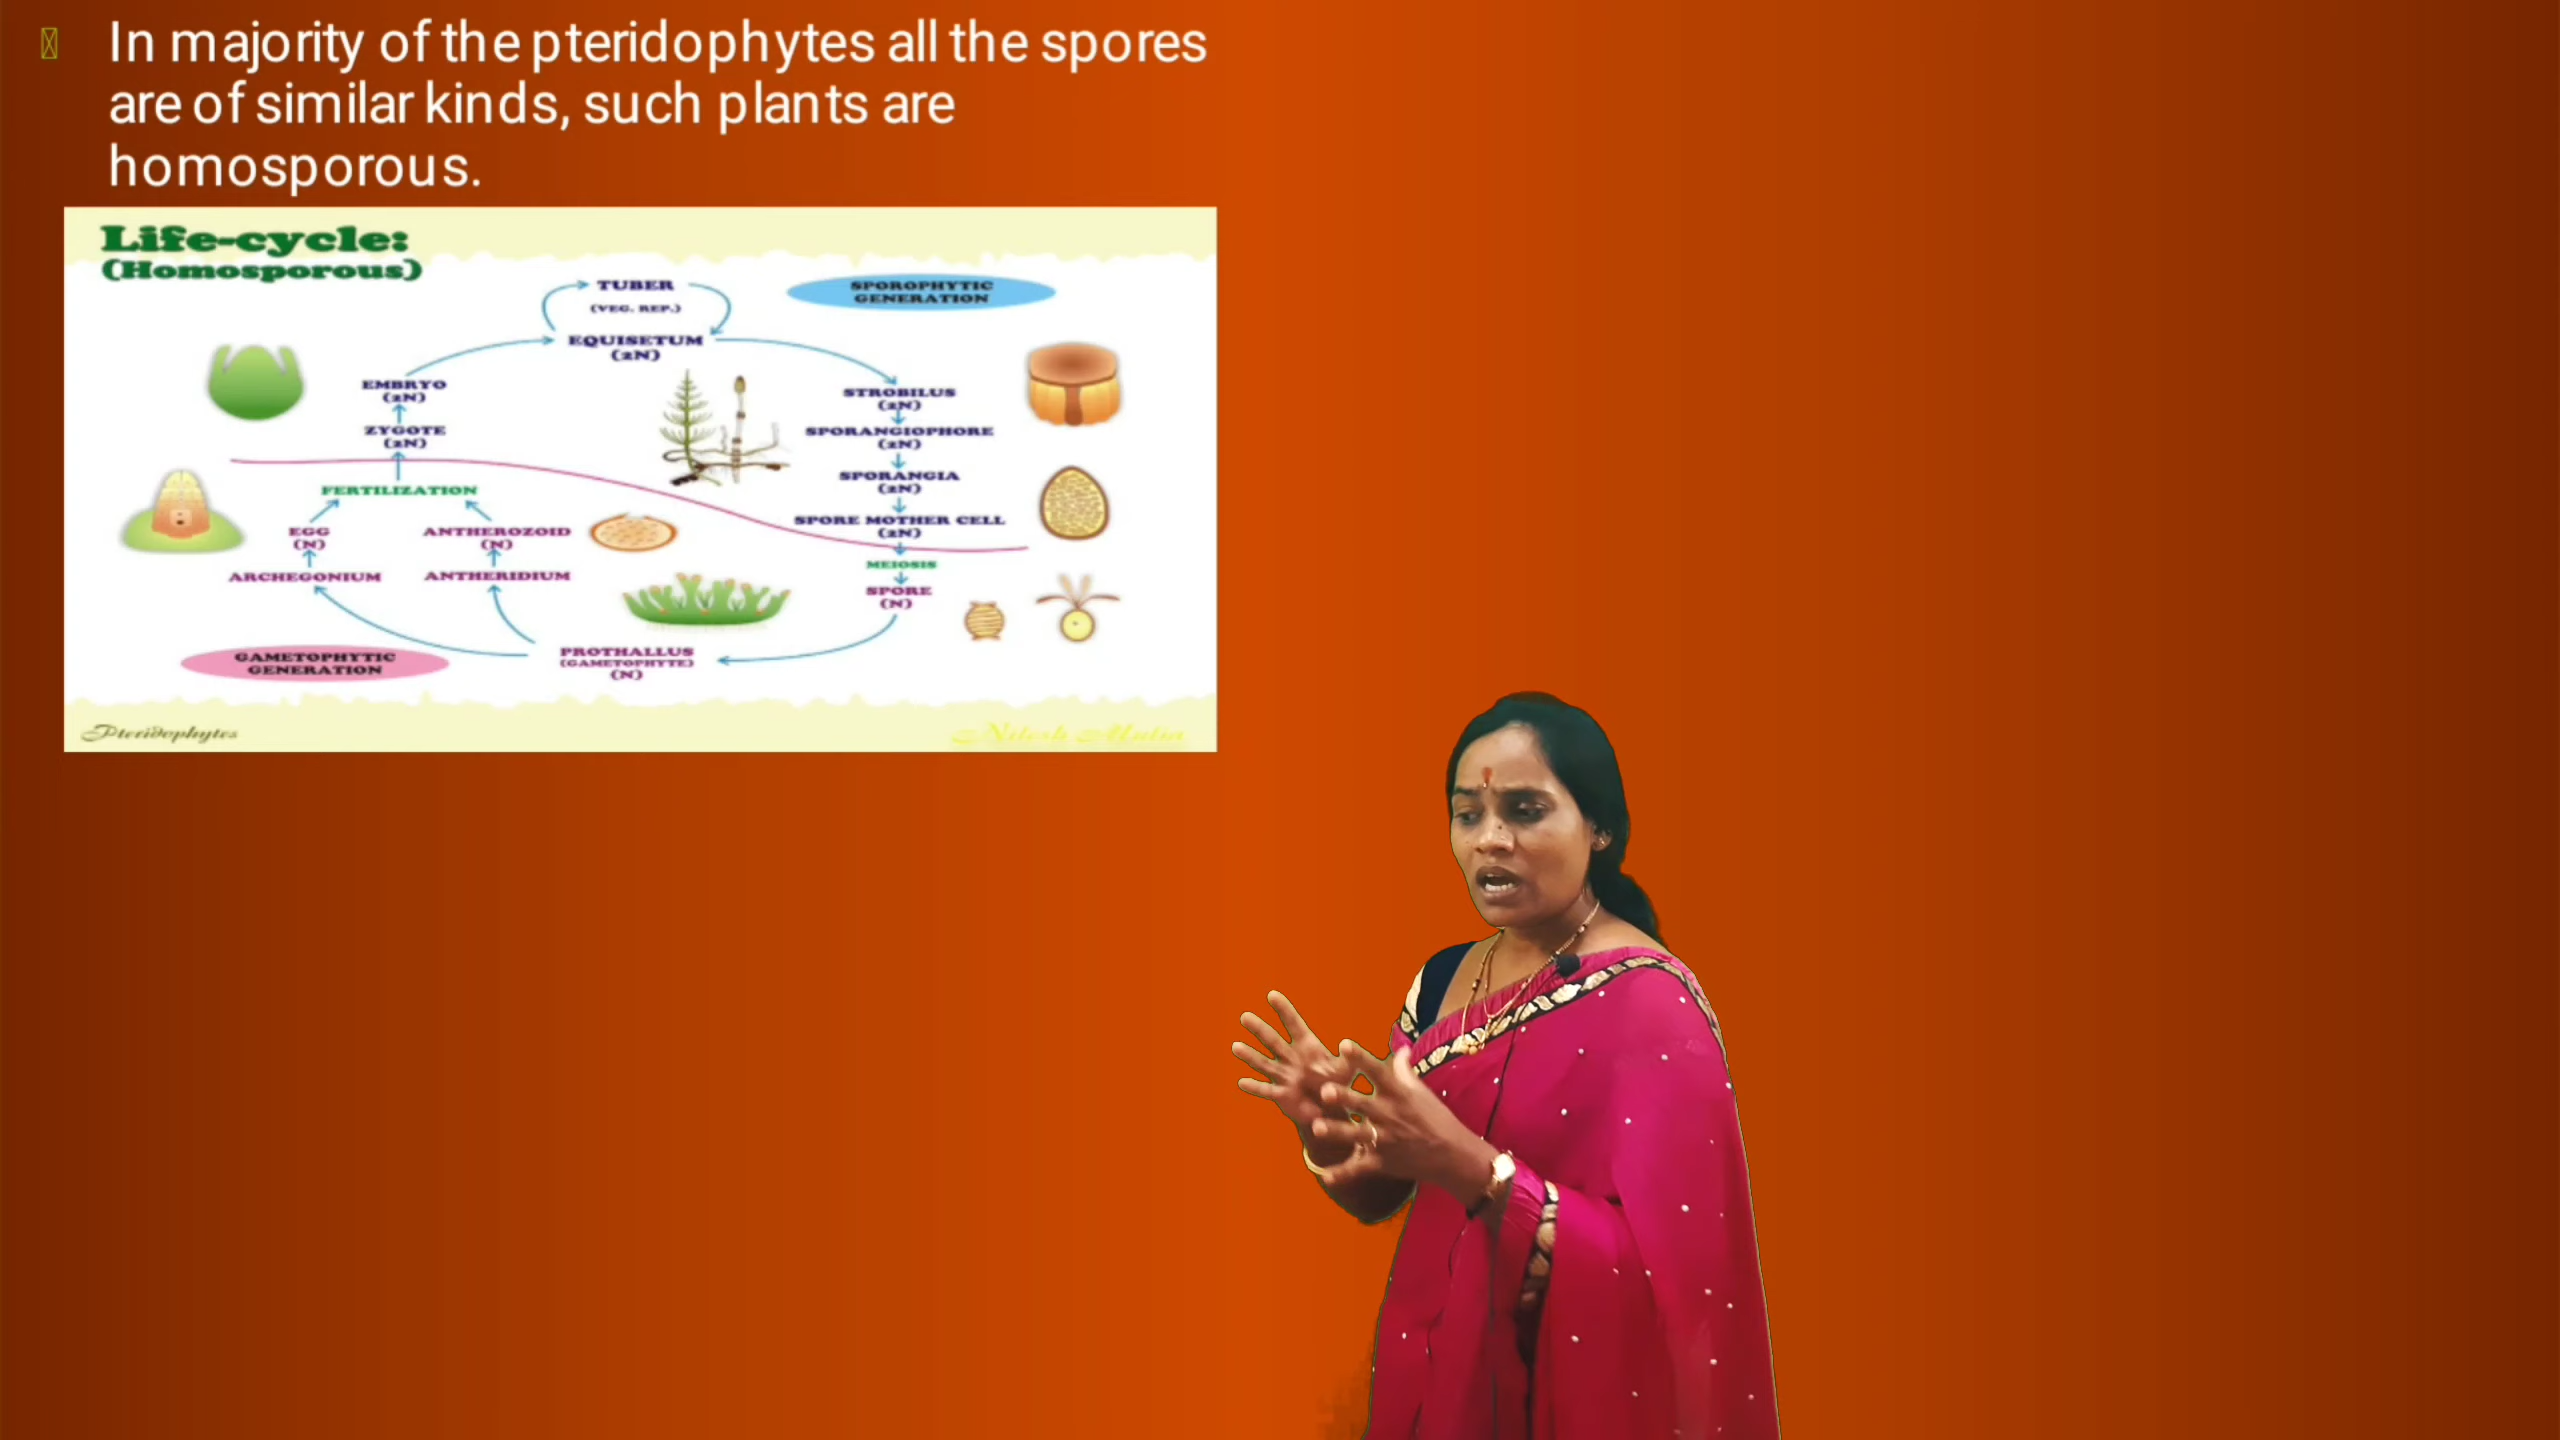 In majority of the pteridophytes all the spores
are of similar kinds, such plants are
homosporous.
Life-cycle:
(Homosporous)
TUBER
(VEG. REP.)
SPOROPHYTIC
GENERATION
EQUISETUM
(2N)
EMBRYO
(2N)
STROBILUS
(2N)
ZYGOTE
(2N)
SPORANGIOPHORE
(2N)
SPORANGIA
(2N)
FERTILIZATION
SPORE MOTHER CELL
(2N)
EGG
(N)
ANTHEROZOID
(N)
MEIOSIS
ARCHEGONIUM
ANTHERIDIUM
SPORE
(N)
GAMETOPHYTIC
GENERATION
PROTHALLUS
(GAMETOPHYTE)
(N)
Pteridophytes
Nilesh